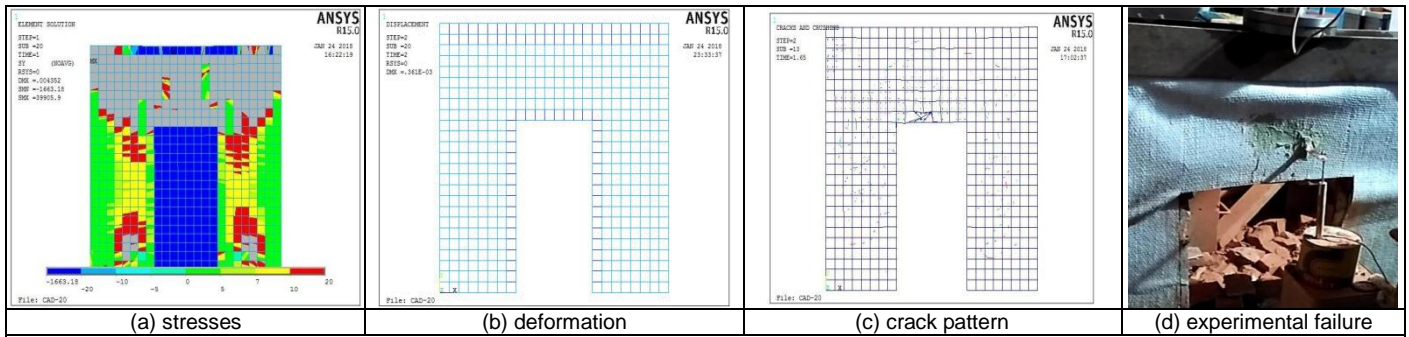 1
ELEMENT SOLUTION
STEP=1
SUB =20
TIME=1
SY (NOAVG)
RSYS=0
DMX =.004352
SMN =-1663.18
SMX =39905.9
ANSYS
R15.0
JAN 24 2018
16:22:19
MX
-1663.18 -10 0 7 20
-20 -5 5 10
File: CAD-20
(a) stresses
1
DISPLACEMENT
STEP=2
SUB =20
TIME=2
RSYS=0
DMX =.361E-03
ANSYS
R15.0
JAN 24 2018
23:33:37
X
File: CAD-20
(b) deformation
1
CRACKS AND CRUSHING
STEP=2
SUB =13
TIME=1.65
ANSYS
R15.0
JAN 24 2018
17:02:37
X
File: CAD-20
(c) crack pattern
(d) experimental failure